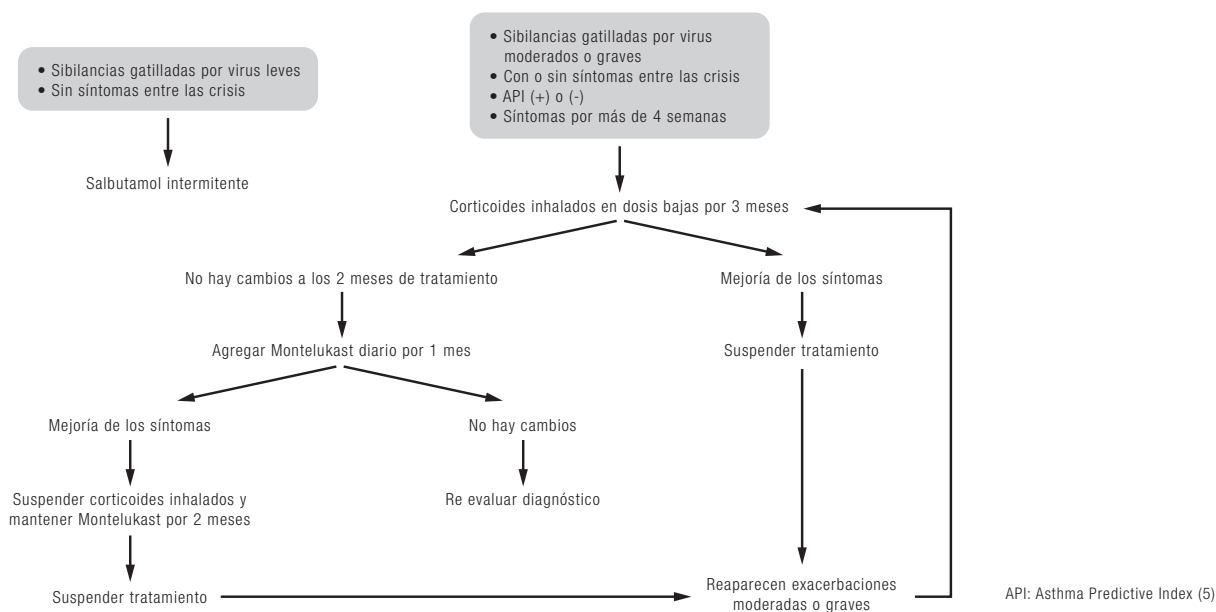 • Sibilancias gatilladas por virus leves
• Sin síntomas entre las crisis
• Sibilancias gatilladas por virus
moderados o graves
• Con o sin síntomas entre las crisis
• API (+) o (-)
• Síntomas por más de 4 semanas
Salbutamol intermitente
Corticoides inhalados en dosis bajas por 3 meses
No hay cambios a los 2 meses de tratamiento
Mejoría de los síntomas
Agregar Montelukast diario por 1 mes
Suspender tratamiento
Mejoría de los síntomas
No hay cambios
Suspender corticoides inhalados y
mantener Montelukast por 2 meses
Re evaluar diagnóstico
Suspender tratamiento
Reaparecen exacerbaciones
moderadas o graves
API: Asthma Predictive Index (5)